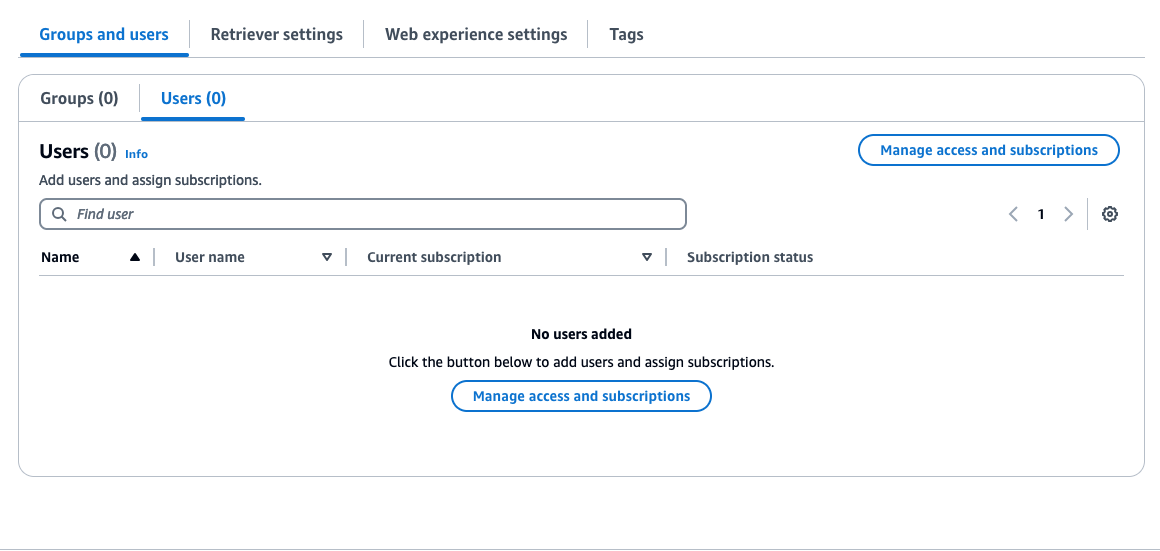 Groups and users
Retriever settings
Web experience settings
Tags
Groups (0)
Users (0)
Users (0) Info
Manage access and subscriptions
Add users and assign subscriptions.
Find user
1
Name
User name
Current subscription
Subscription status
No users added
Click the button below to add users and assign subscriptions.
Manage access and subscriptions